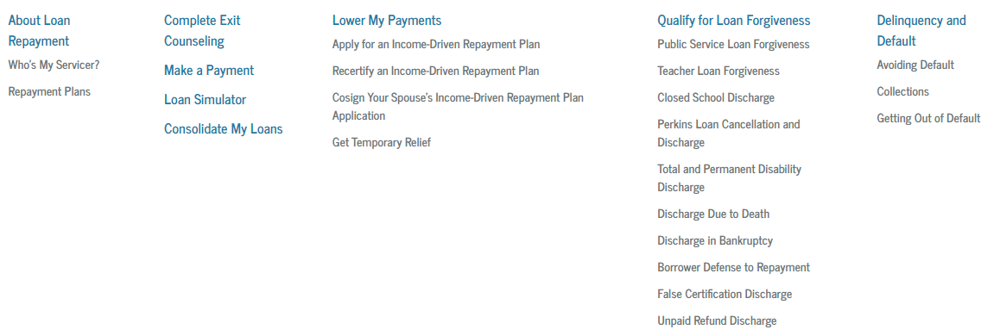 About Loan
Repayment
Who's My Servicer?
Repayment Plans
Complete Exit
Counseling
Make a Payment
Loan Simulator
Consolidate My Loans
Lower My Payments
Apply for an Income-Driven Repayment Plan
Recertify an Income-Driven Repayment Plan
Cosign Your Spouse's Income-Driven Repayment Plan
Application
Get Temporary Relief
Qualify for Loan Forgiveness
Public Service Loan Forgiveness
Teacher Loan Forgiveness
Closed School Discharge
Perkins Loan Cancellation and
Discharge
Total and Permanent Disability
Discharge
Discharge Due to Death
Discharge in Bankruptcy
Borrower Defense to Repayment
False Certification Discharge
Unpaid Refund Discharge
Delinquency and
Default
Avoiding Default
Collections
Getting Out of Default